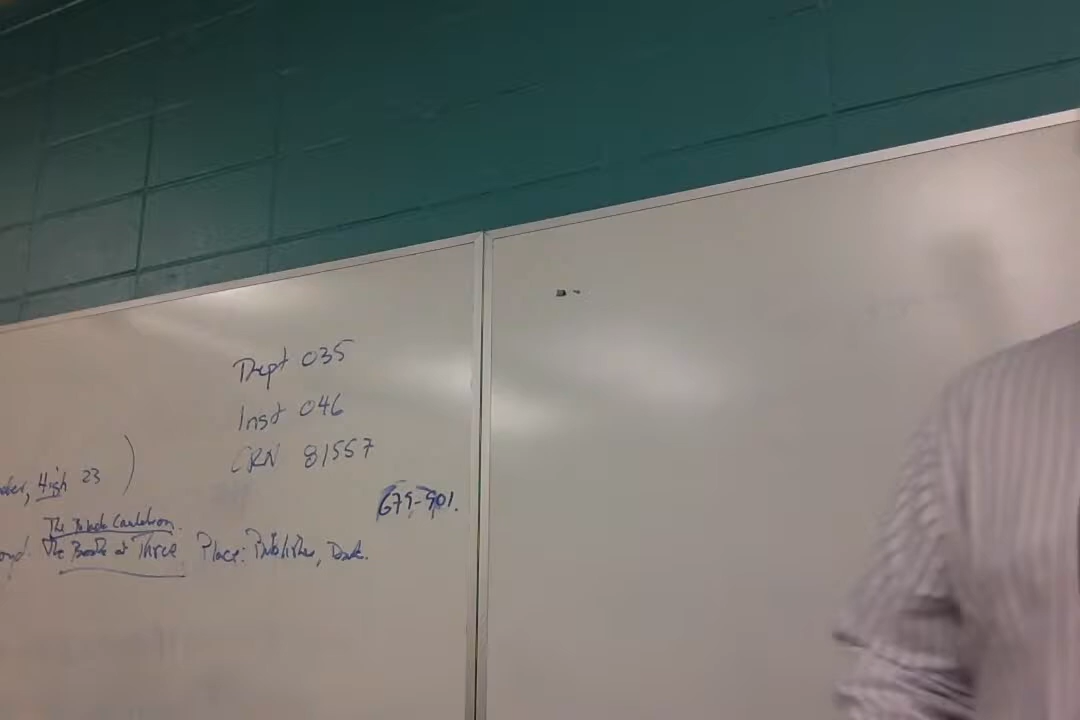 Dept 035
Inst 046
CRN 81557
High 23 )
679-901.
The Black Cauldron.
The Book of Three Place: Publisher, Date.